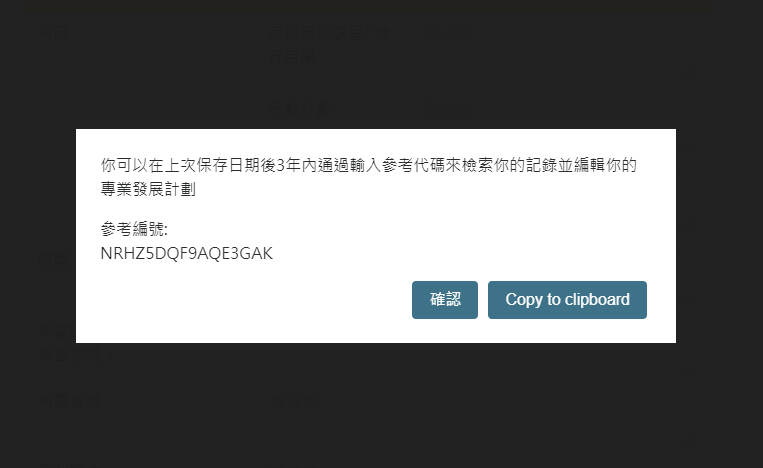 你可以在上次保存日期後3年內通過輸入參考代碼來檢索你的記錄並編輯你的
專業發展計劃
參考編號:
NRHZ5DQF9AQE3GAK
確認
Copy to clipboard